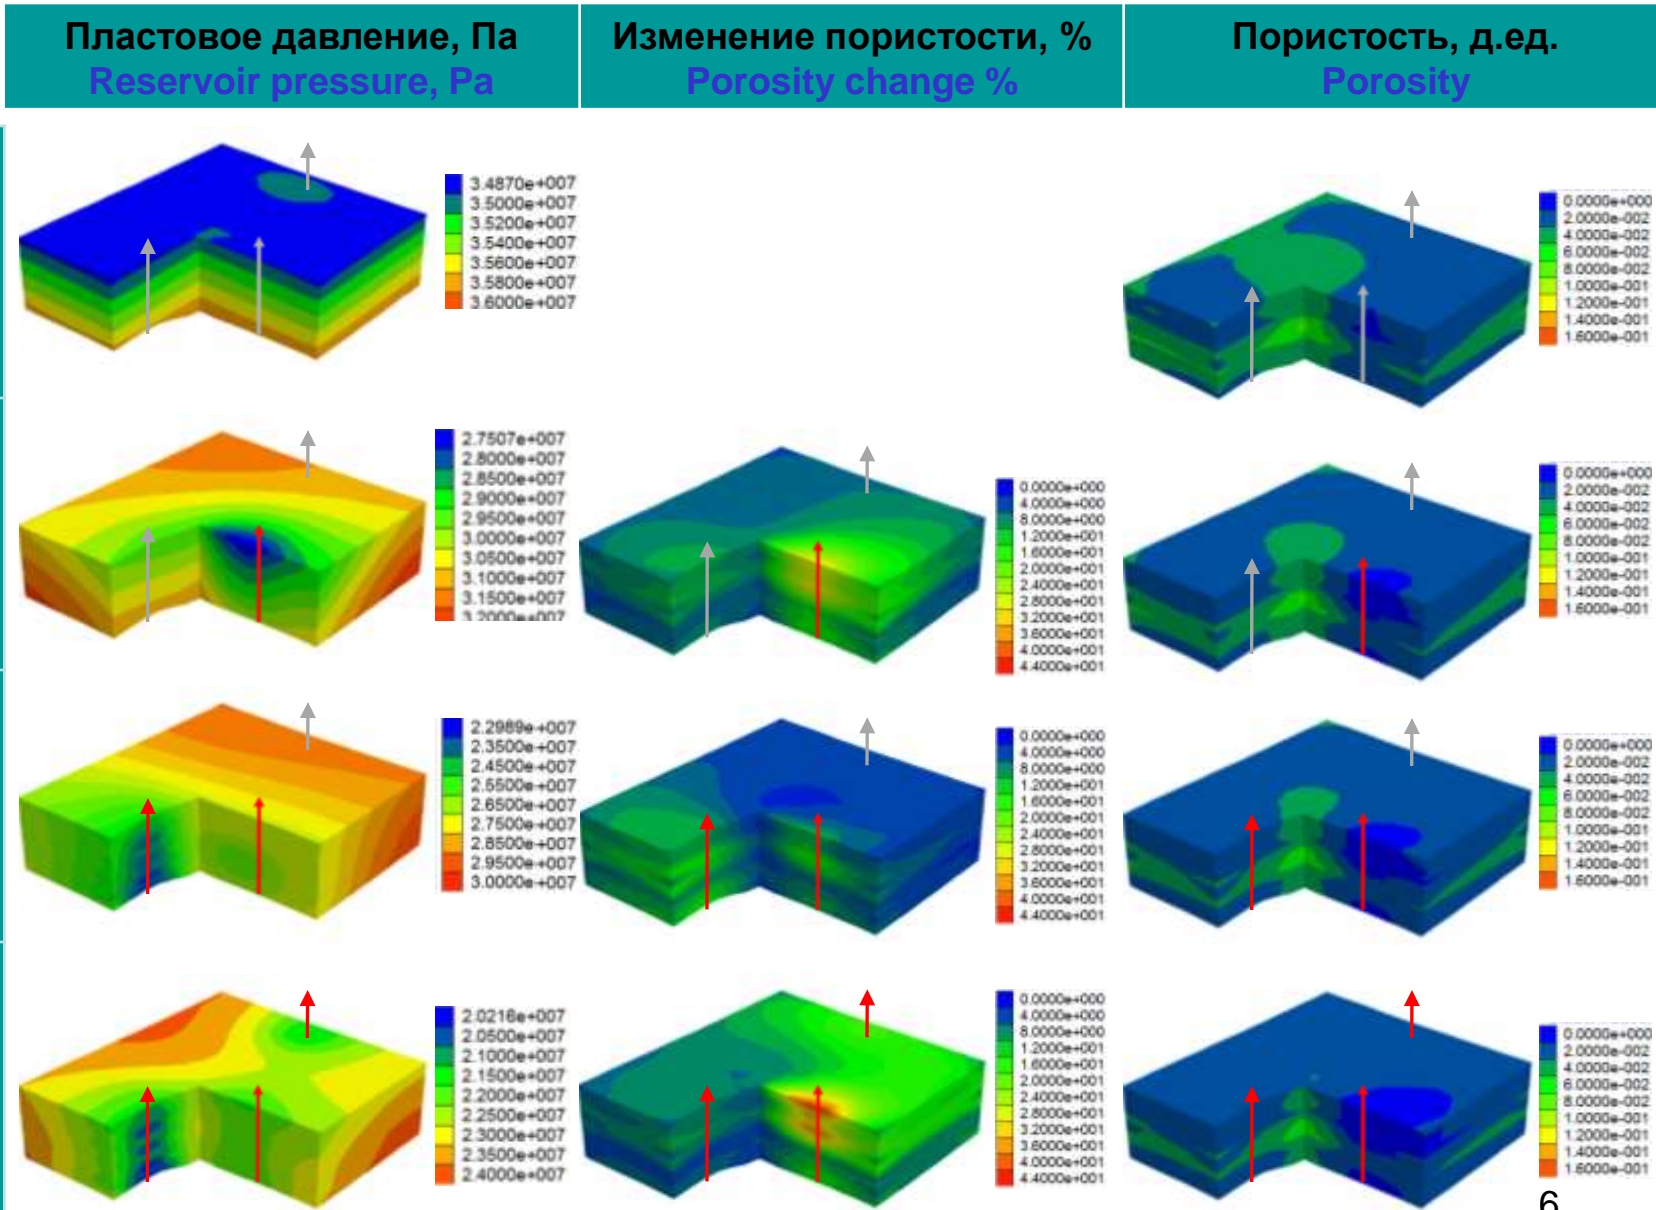 Пластовое давление, Па
Reservoir pressure, Pa
Изменение пористости, %
Porosity change %
Пористость, д.ед.
Porosity
3.4870e+007
3.5000e+007
3.5200e+007
3.5400e+007
3.5600e+007
3.5800e+007
3.6000e+007
0.0000e+000
2.0000e-002
4.0000e-002
6.0000e-002
8.0000e-002
1.0000e-001
1.2000e-001
1.4000e-001
1.6000e-001
2.7507e+007
2.8000e+007
2.8500e+007
2.9000e+007
2.9500e+007
3.0000e+007
3.0500e+007
3.1000e+007
3.1500e+007
3.2000e+007
0.0000e+000
4.0000e+000
8.0000e+000
1.2000e+001
1.6000e+001
2.0000e+001
2.4000e+001
2.8000e+001
3.2000e+001
3.6000e+001
4.0000e+001
4.4000e+001
0.0000e+000
2.0000e-002
4.0000e-002
6.0000e-002
8.0000e-002
1.0000e-001
1.2000e-001
1.4000e-001
1.6000e-001
2.2989e+007
2.3500e+007
2.4500e+007
2.5500e+007
2.6500e+007
2.7500e+007
2.8500e+007
2.9500e+007
3.0000e+007
0.0000e+000
4.0000e+000
8.0000e+000
1.2000e+001
1.6000e+001
2.0000e+001
2.4000e+001
2.8000e+001
3.2000e+001
3.6000e+001
4.0000e+001
4.4000e+001
0.0000e+000
2.0000e-002
4.0000e-002
6.0000e-002
8.0000e-002
1.0000e-001
1.2000e-001
1.4000e-001
1.6000e-001
2.0216e+007
2.0500e+007
2.1000e+007
2.1500e+007
2.2000e+007
2.2500e+007
2.3000e+007
2.3500e+007
2.4000e+007
0.0000e+000
4.0000e+000
8.0000e+000
1.2000e+001
1.6000e+001
2.0000e+001
2.4000e+001
2.8000e+001
3.2000e+001
3.6000e+001
4.0000e+001
4.4000e+001
0.0000e+000
2.0000e-002
4.0000e-002
6.0000e-002
8.0000e-002
1.0000e-001
1.2000e-001
1.4000e-001
1.6000e-001
6